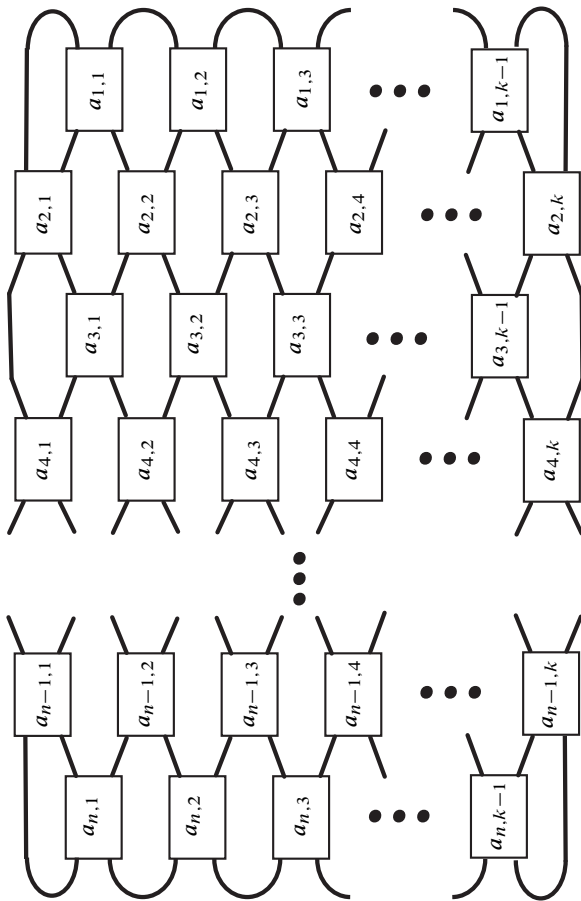 a_{n,k−1} ••• a_{n,3} a_{n,2} a_{n,1}
a_{n−1,k} ••• a_{n−1,4} a_{n−1,3} a_{n−1,2} a_{n−1,1}
•••
a_{4,k} ••• a_{4,4} a_{4,3} a_{4,2} a_{4,1}
a_{3,k−1} ••• a_{3,3} a_{3,2} a_{3,1}
a_{2,k} ••• a_{2,4} a_{2,3} a_{2,2} a_{2,1}
a_{1,k−1} ••• a_{1,3} a_{1,2} a_{1,1}